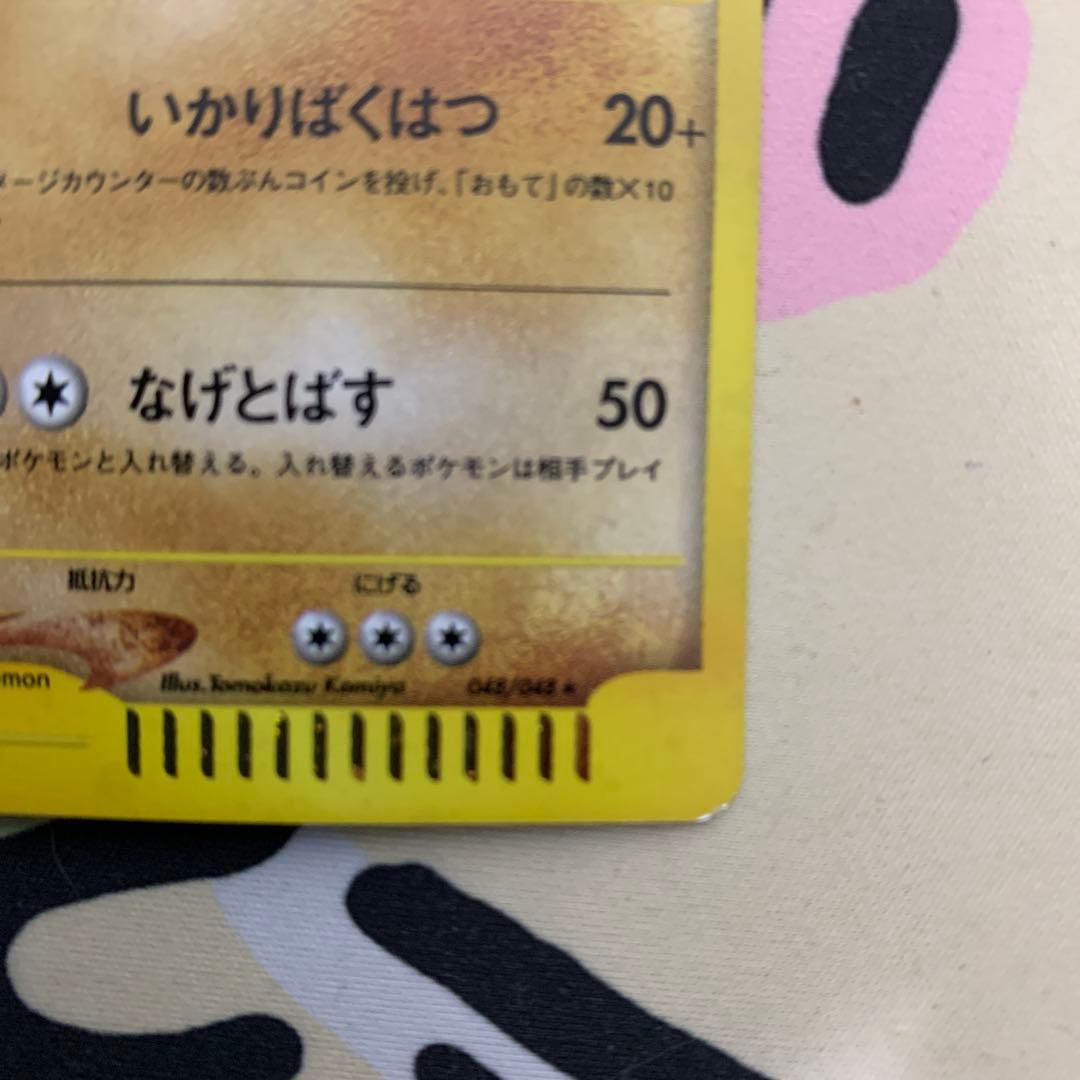 いかりばくはつ 20+
メージカウンターの数ぶんコインを投げ、「おもて」の数×10
なげとばす 50
ポケモンと入れ替える。入れ替えるポケモンは相手プレイ
抵抗力 にげる
émon Illus. Tomokazu Komiya 048/048 ★